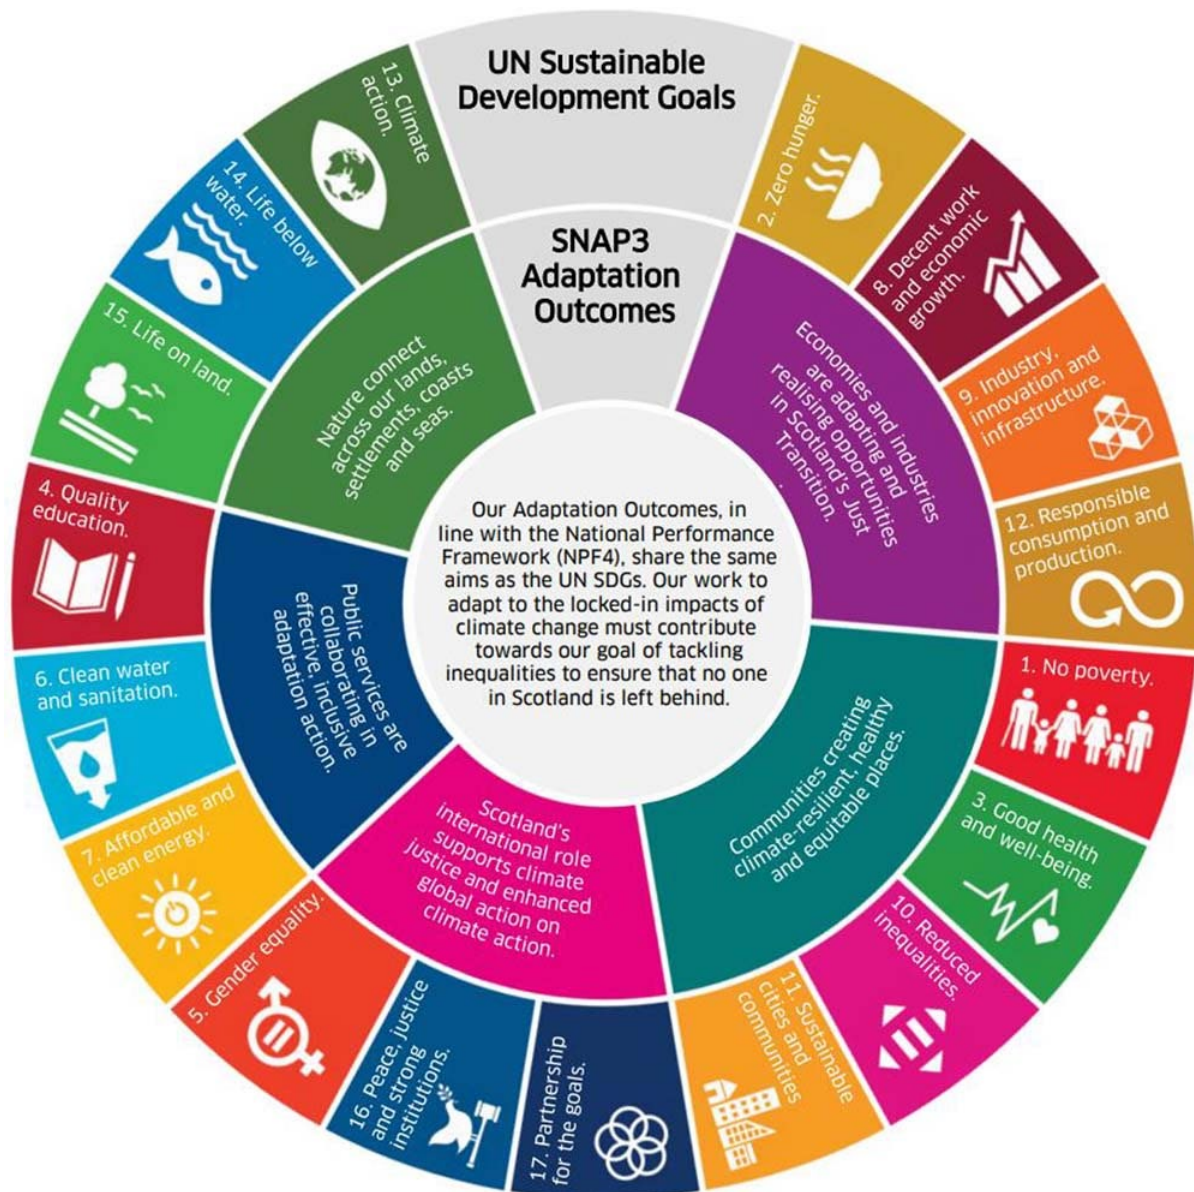 UN Sustainable
Development Goals
SNAP3
Adaptation
Outcomes
2. Zero hunger.
8. Decent work
and economic
growth.
9. Industry,
innovation and
infrastructure.
12. Responsible
consumption and
production.
1. No poverty.
3. Good health
and well-being.
10. Reduced
inequalities.
11. Sustainable
cities and
communities
17. Partnership
for the goals.
16. Peace, justice
and strong
institutions.
5. Gender equality.
7. Affordable and
clean energy.
6. Clean water
and sanitation.
4. Quality
education.
15. Life on land.
14. Life below
water.
13. Climate
action.
Economies and industries
are adapting and
realising opportunities
in Scotland's Just
Transition.
Communities creating
climate-resilient, healthy
and equitable places.
Scotland's
international role
supports climate
justice and enhanced
global action on
climate action.
Public services are
collaborating in
effective, inclusive
adaptation action.
Nature connect
across our lands,
settlements, coasts
and seas.
Our Adaptation Outcomes, in
line with the National Performance
Framework (NPF4), share the same
aims as the UN SDGs. Our work to
adapt to the locked-in impacts of
climate change must contribute
towards our goal of tackling
inequalities to ensure that no one
in Scotland is left behind.